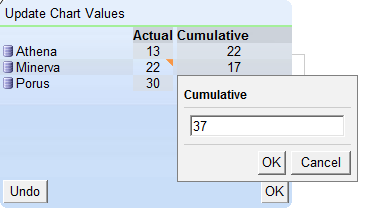 Update Chart Values
Actual Cumulative
Athena 13 22
Minerva 22 17
Porus 30
Cumulative
37
OK Cancel
Undo OK